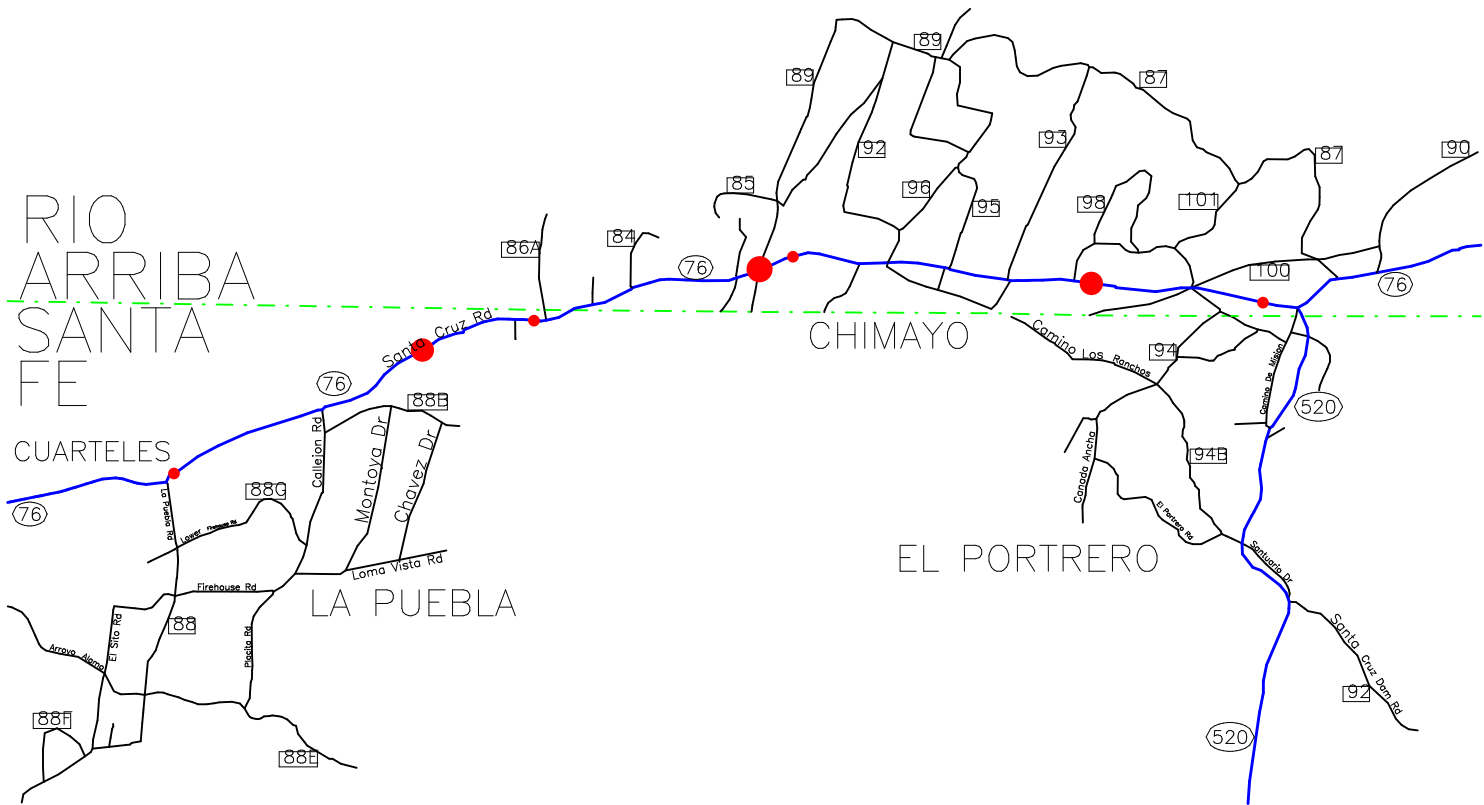 89
89
87
92
93
87
90
85
96
95
98
101
RIO
ARRIBA
SANTA
FE
86A
84
76
100
76
Santa Cruz Rd
CHIMAYO
Camino Los Ranchos
94
Camino De Mision
76
88B
520
CUARTELES
Callejon Rd
Montoya Dr
Chavez Dr
Canada Ancha
94B
88G
76
La Puebla Rd
Lower Firehouse Rd
El Portrero Rd
EL PORTRERO
Santuario Dr
Loma Vista Rd
Firehouse Rd
LA PUEBLA
88
El Sito Rd
Placita Rd
Arroyo Alamo
Santa Cruz Dam Rd
92
88F
88E
520